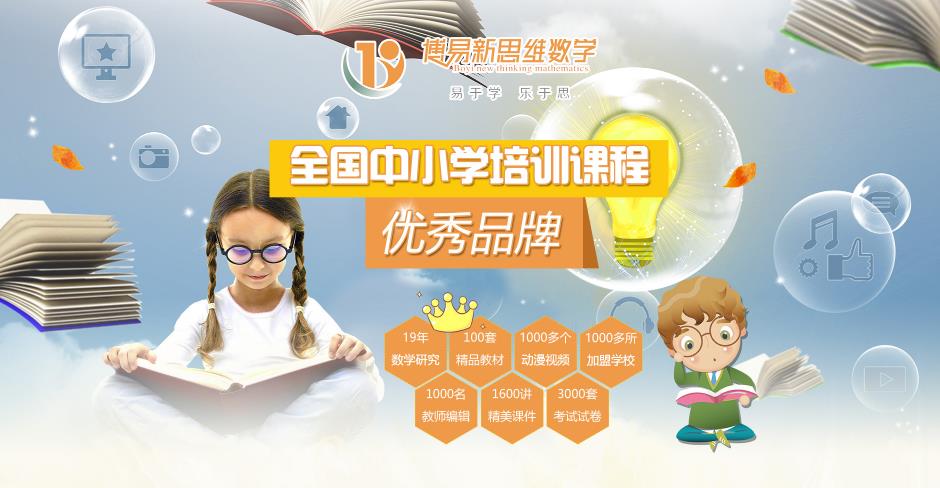 博易新思维数学
Boyi new thinking mathematics
易于学 乐于思
全国中小学培训课程
优秀品牌
19年
数学研究
100套
精品教材
1000多个
动漫视频
1000多所
加盟学校
1000名
教师编辑
1600讲
精美课件
3000套
考试试卷